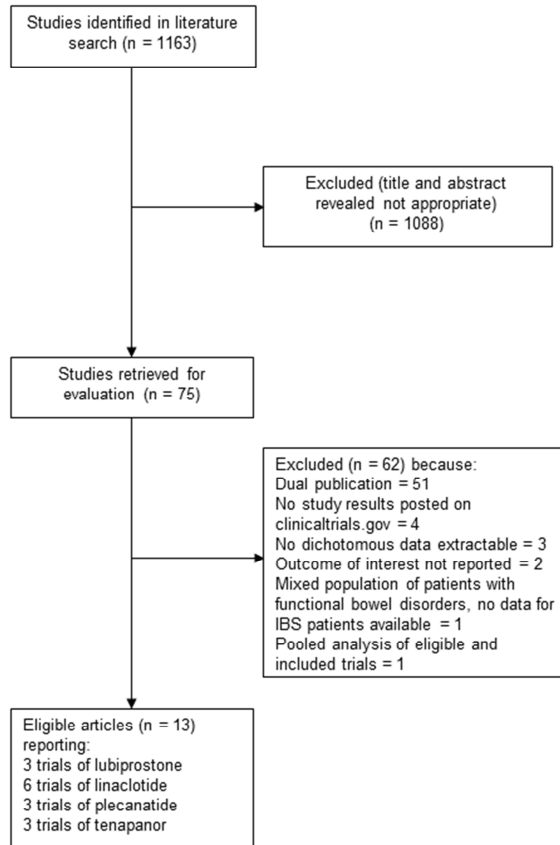 Studies identified in literature
search (n = 1163)
Excluded (title and abstract
revealed not appropriate)
(n = 1088)
Studies retrieved for
evaluation (n = 75)
Excluded (n = 62) because:
Dual publication = 51
No study results posted on
clinicaltrials.gov = 4
No dichotomous data extractable = 3
Outcome of interest not reported = 2
Mixed population of patients with
functional bowel disorders, no data for
IBS patients available = 1
Pooled analysis of eligible and
included trials = 1
Eligible articles (n = 13)
reporting:
3 trials of lubiprostone
6 trials of linaclotide
3 trials of plecanatide
3 trials of tenapanor